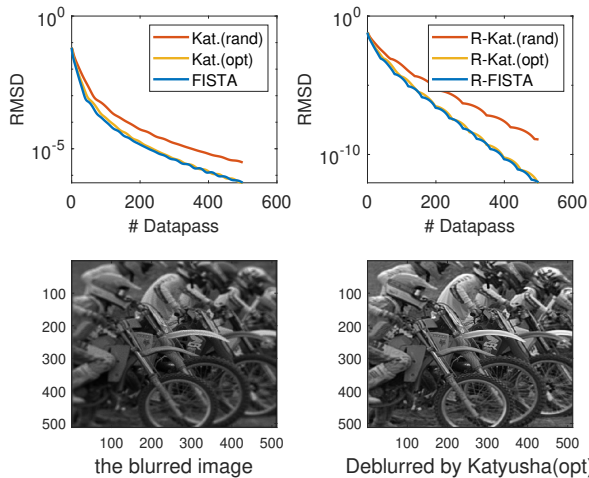 10^0
Kat.(rand)
Kat.(opt)
FISTA
RMSD
10^-5
0 200 400 600
# Datapass
10^0
R-Kat.(rand)
R-Kat.(opt)
R-FISTA
RMSD
10^-10
0 200 400 600
# Datapass
100
200
300
400
500
100 200 300 400 500
the blurred image
100
200
300
400
500
100 200 300 400 500
Deblurred by Katyusha(opt)